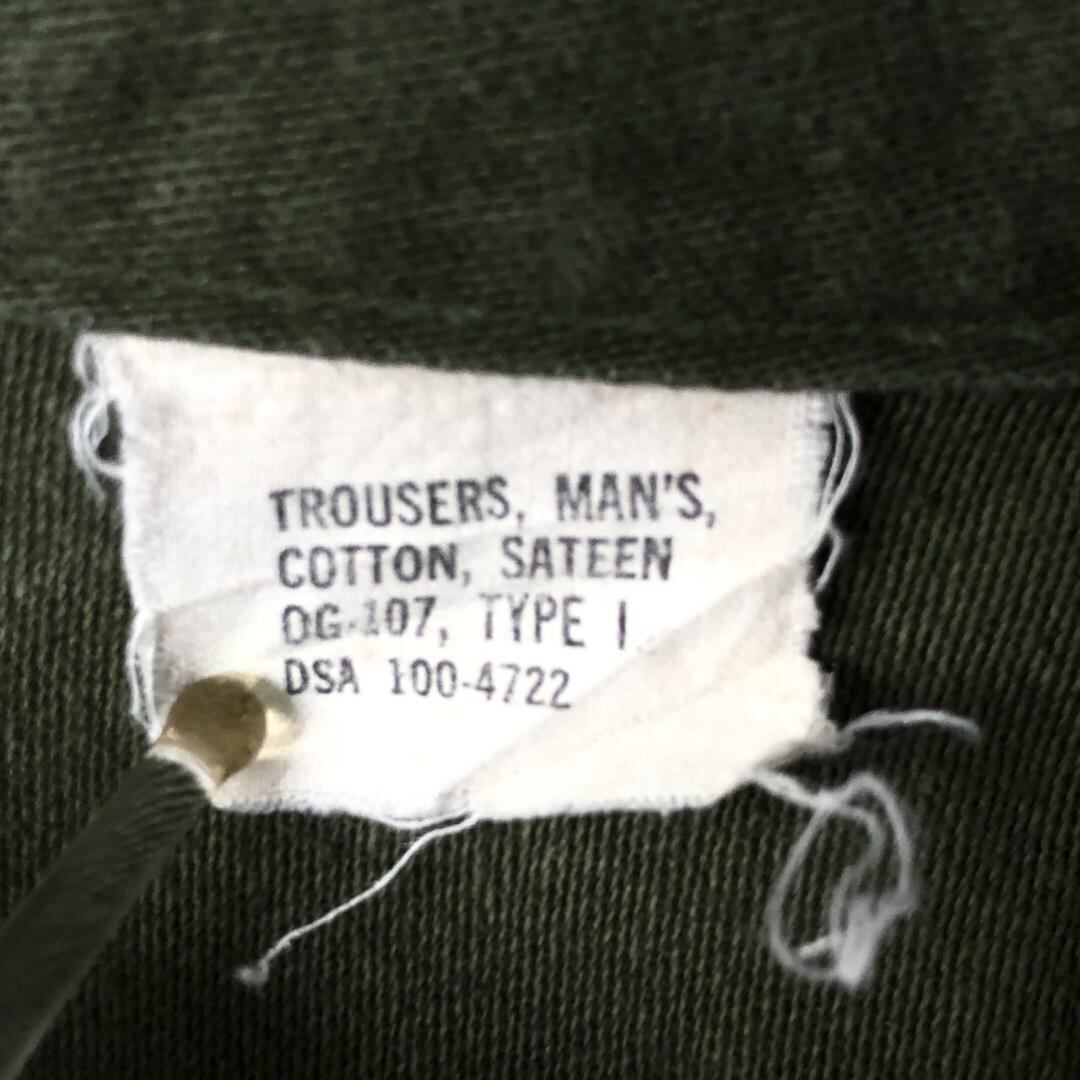 TROUSERS, MAN'S,
COTTON, SATEEN
OG-107, TYPE I
DSA 100-4722